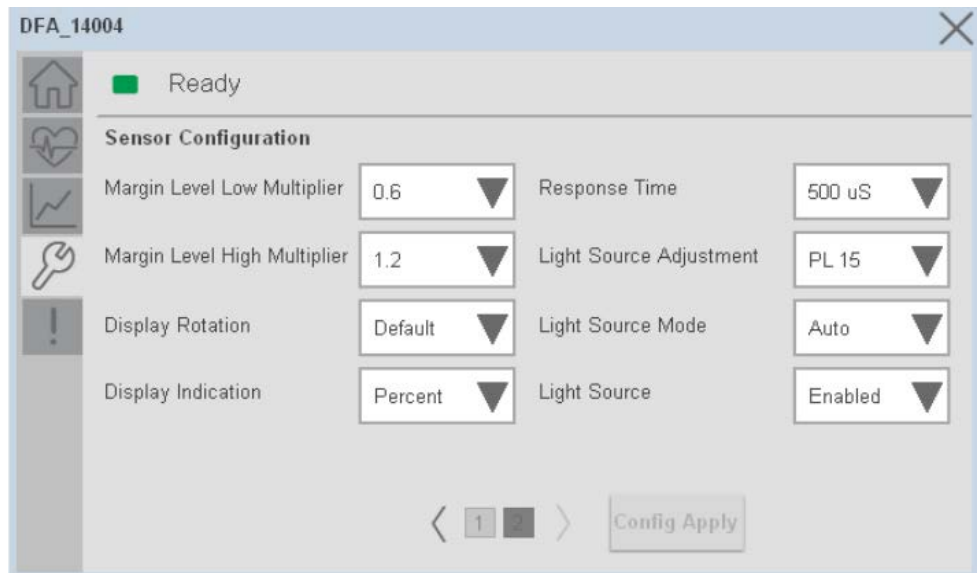 DFA_14004
Ready
Sensor Configuration
Margin Level Low Multiplier 0.6 Response Time 500 uS
Margin Level High Multiplier 1.2 Light Source Adjustment PL 15
Display Rotation Default Light Source Mode Auto
Display Indication Percent Light Source Enabled
1 2 Config Apply